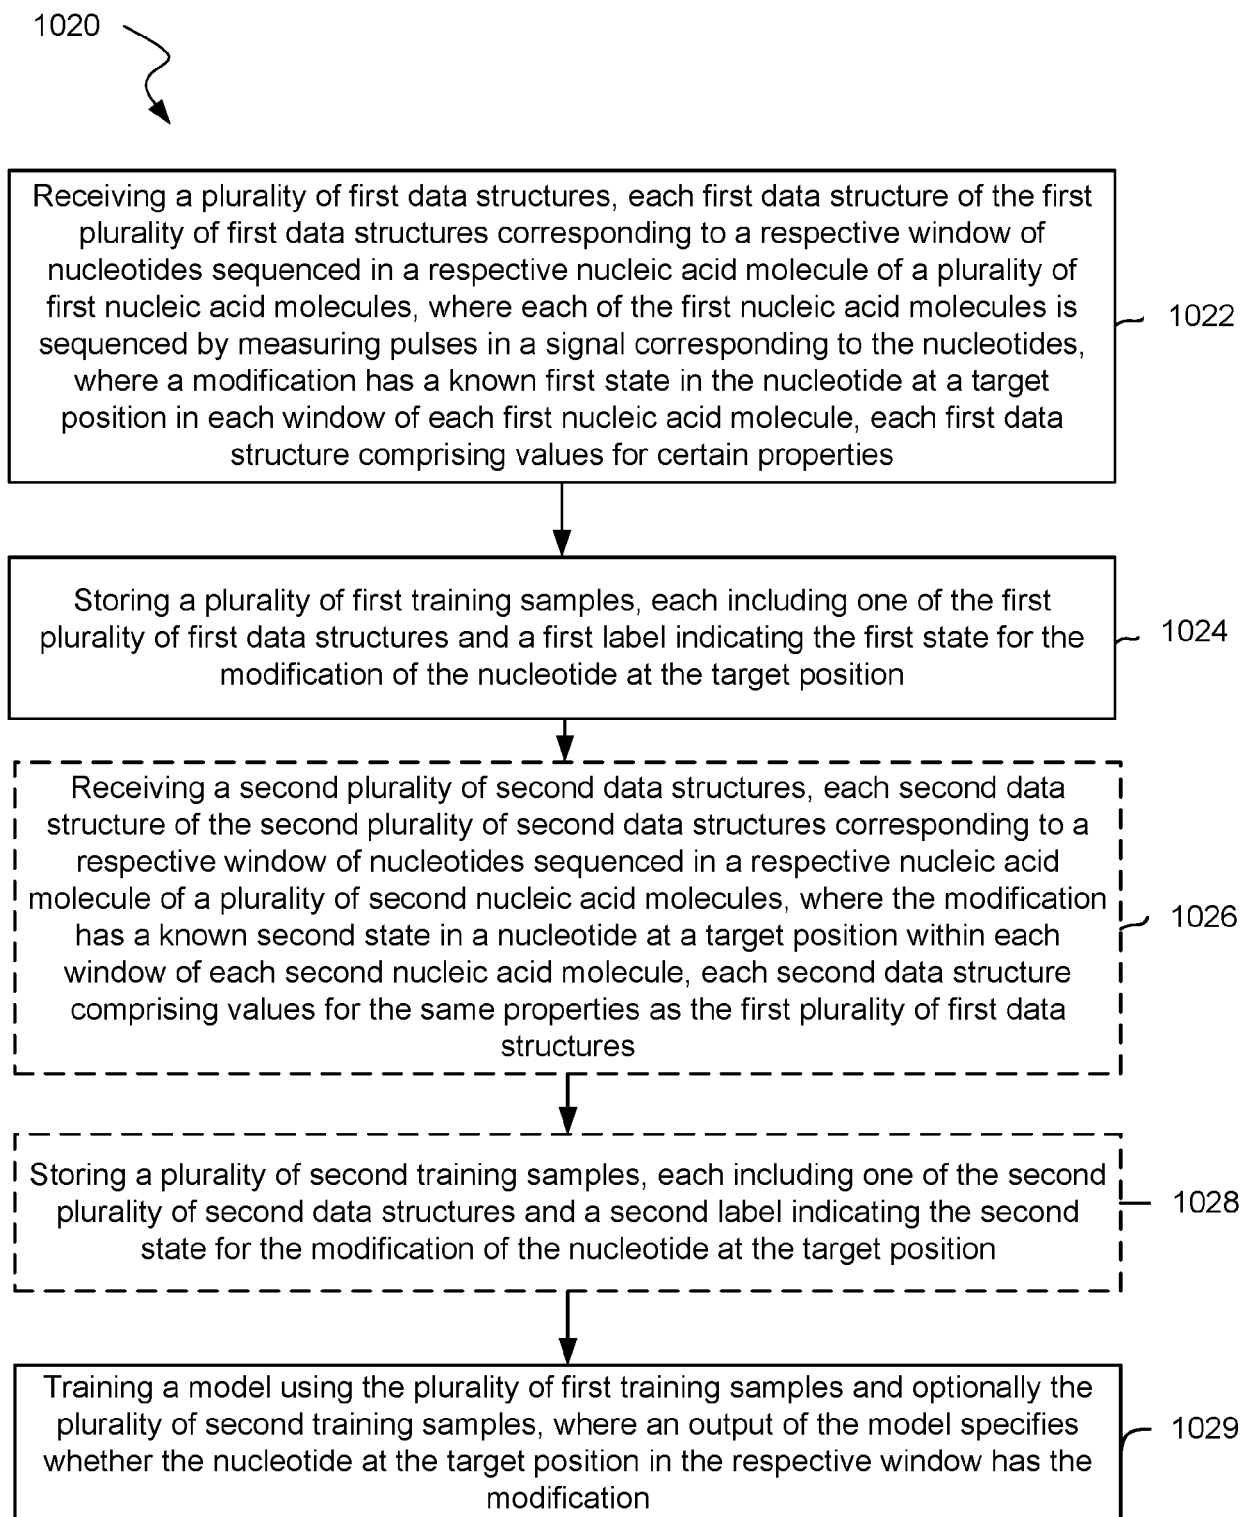 1020
Receiving a plurality of first data structures, each first data structure of the first
plurality of first data structures corresponding to a respective window of
nucleotides sequenced in a respective nucleic acid molecule of a plurality of
first nucleic acid molecules, where each of the first nucleic acid molecules is
sequenced by measuring pulses in a signal corresponding to the nucleotides,
where a modification has a known first state in the nucleotide at a target
position in each window of each first nucleic acid molecule, each first data
structure comprising values for certain properties
1022
Storing a plurality of first training samples, each including one of the first
plurality of first data structures and a first label indicating the first state for the
modification of the nucleotide at the target position
1024
Receiving a second plurality of second data structures, each second data
structure of the second plurality of second data structures corresponding to a
respective window of nucleotides sequenced in a respective nucleic acid
molecule of a plurality of second nucleic acid molecules, where the modification
has a known second state in a nucleotide at a target position within each
window of each second nucleic acid molecule, each second data structure
comprising values for the same properties as the first plurality of first data
structures
1026
Storing a plurality of second training samples, each including one of the second
plurality of second data structures and a second label indicating the second
state for the modification of the nucleotide at the target position
1028
Training a model using the plurality of first training samples and optionally the
plurality of second training samples, where an output of the model specifies
whether the nucleotide at the target position in the respective window has the
modification
1029